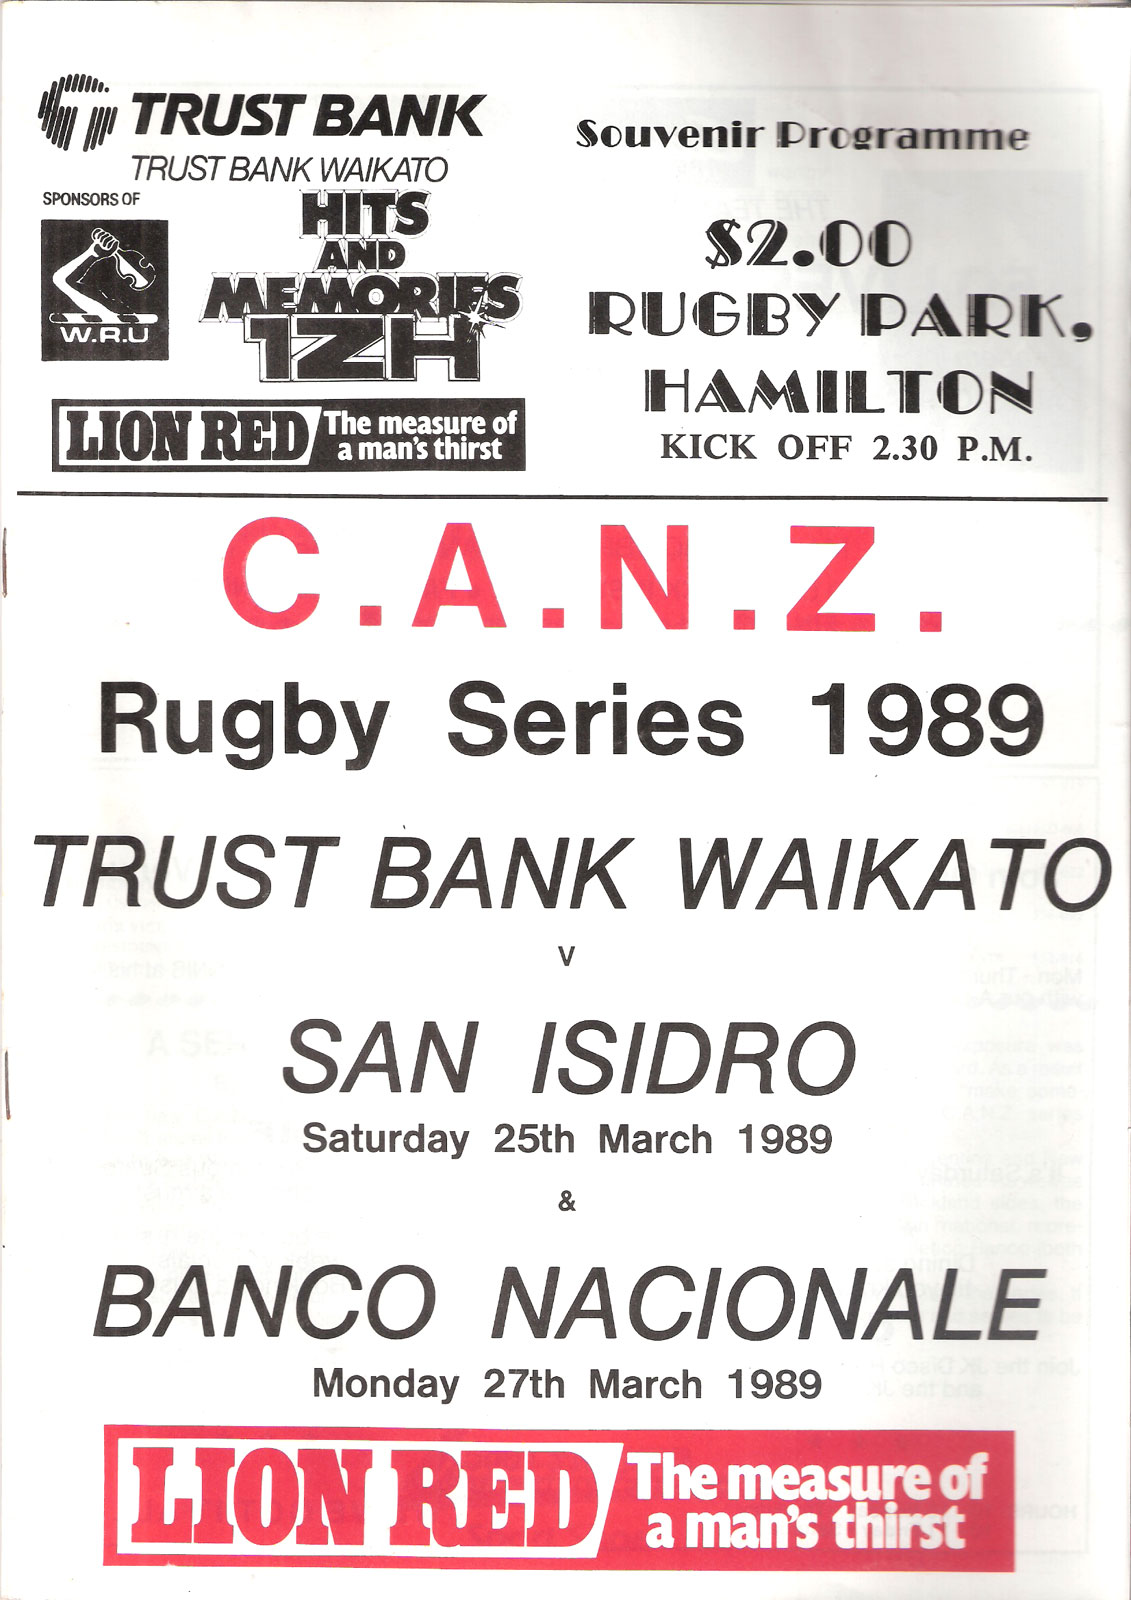 TRUST BANK
TRUST BANK WAIKATO
SPONSORS OF
W.R.U
HITS
AND
MEMORIES
1ZH
LION RED
The measure of
a man's thirst
Souvenir Programme
$2.00
RUGBY PARK,
HAMILTON
KICK OFF 2.30 P.M.
C.A.N.Z.
Rugby Series 1989
TRUST BANK WAIKATO
v
SAN ISIDRO
Saturday 25th March 1989
&
BANCO NACIONALE
Monday 27th March 1989
LION RED
The measure of
a man's thirst